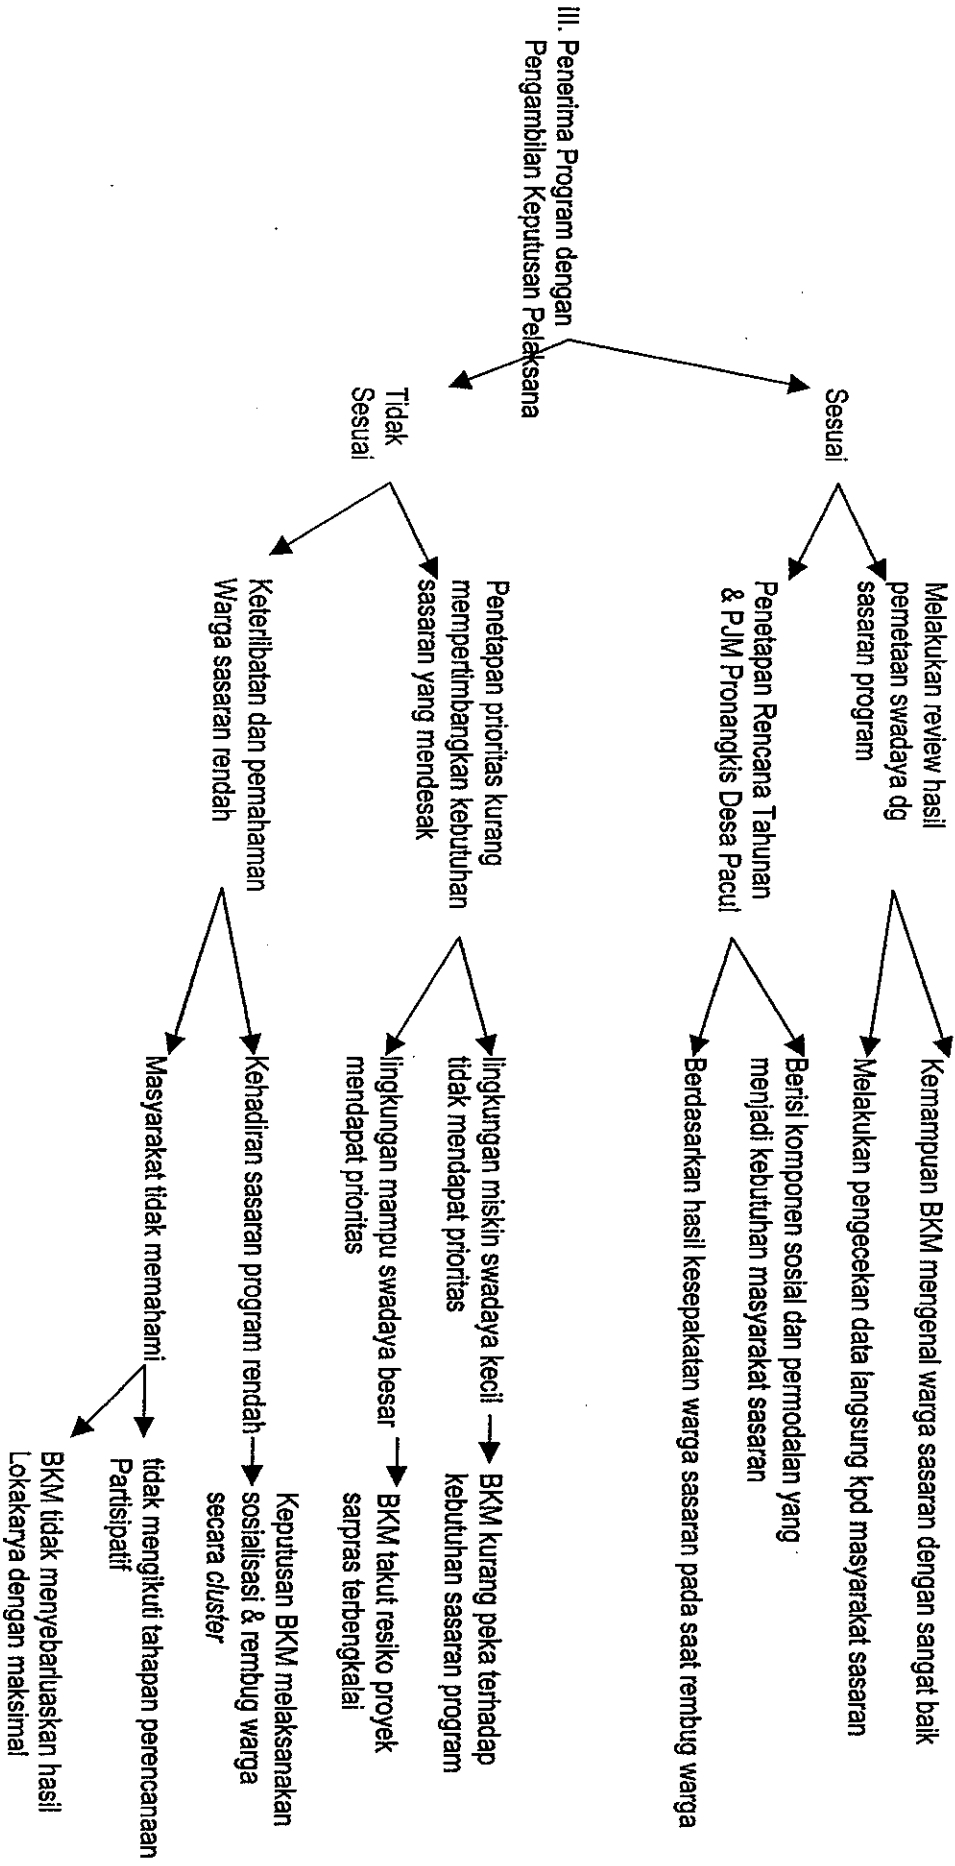 III. Penerima Program dengan
Pengambilan Keputusan Pelaksana
Sesuai
Melakukan review hasil
pemetaan swadaya dg
sasaran program
Kemampuan BKM mengenal warga sasaran dengan sangat baik
Melakukan pengecekan data langsung kpd masyarakat sasaran
Penetapan Rencana Tahunan
& PJM Pronangkis Desa Pacul
Berisi komponen sosial dan permodalan yang
menjadi kebutuhan masyarakat sasaran
Berdasarkan hasil kesepakatan warga sasaran pada saat rembug warga
Tidak
Sesuai
Penetapan prioritas kurang
mempertimbangkan kebutuhan
sasaran yang mendesak
lingkungan miskin swadaya kecil
tidak mendapat prioritas
BKM kurang peka terhadap
kebutuhan sasaran program
lingkungan mampu swadaya besar
mendapat prioritas
BKM takut resiko proyek
sarpras terbengkalai
Keterlibatan dan pemahaman
Warga sasaran rendah
Kehadiran sasaran program rendah
Keputusan BKM melaksanakan
sosialisasi & rembug warga
secara cluster
Masyarakat tidak memahami
tidak mengikuti tahapan perencanaan
Partisipatif
BKM tidak menyebarluaskan hasil
Lokakarya dengan maksimal